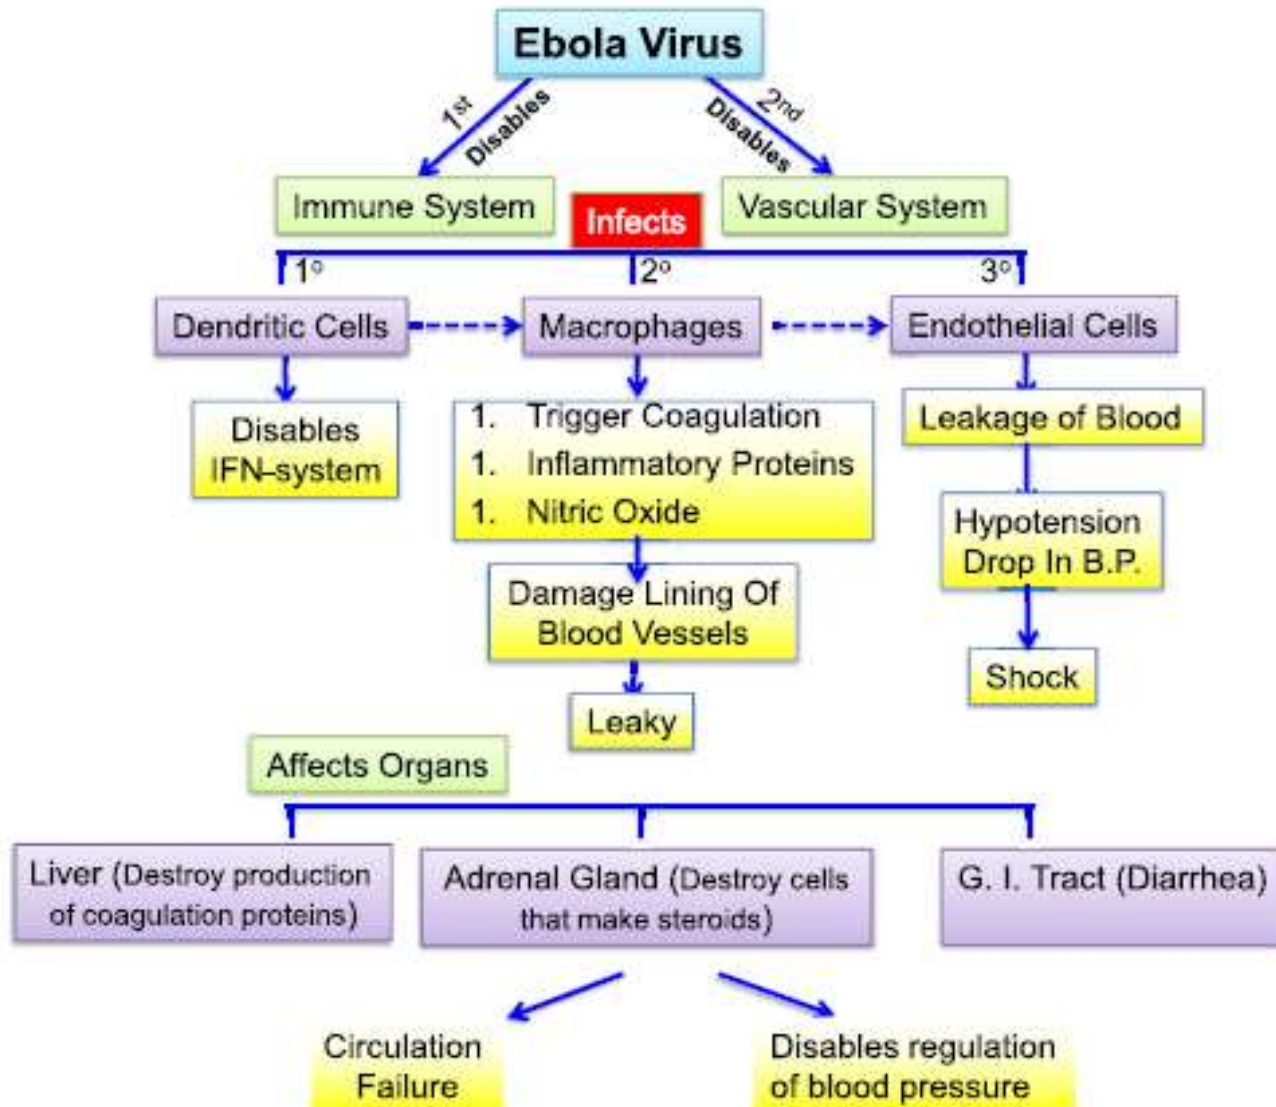 Ebola Virus
1st
Disables
2nd
Disables
Immune System
Infects
Vascular System
1o
2o
3o
Dendritic Cells
Macrophages
Endothelial Cells
Disables
IFN-system
1. Trigger Coagulation
1. Inflammatory Proteins
1. Nitric Oxide
Leakage of Blood
Hypotension
Drop In B.P.
Damage Lining Of
Blood Vessels
Shock
Leaky
Affects Organs
Liver (Destroy production
of coagulation proteins)
Adrenal Gland (Destroy cells
that make steroids)
G. I. Tract (Diarrhea)
Circulation
Failure
Disables regulation
of blood pressure